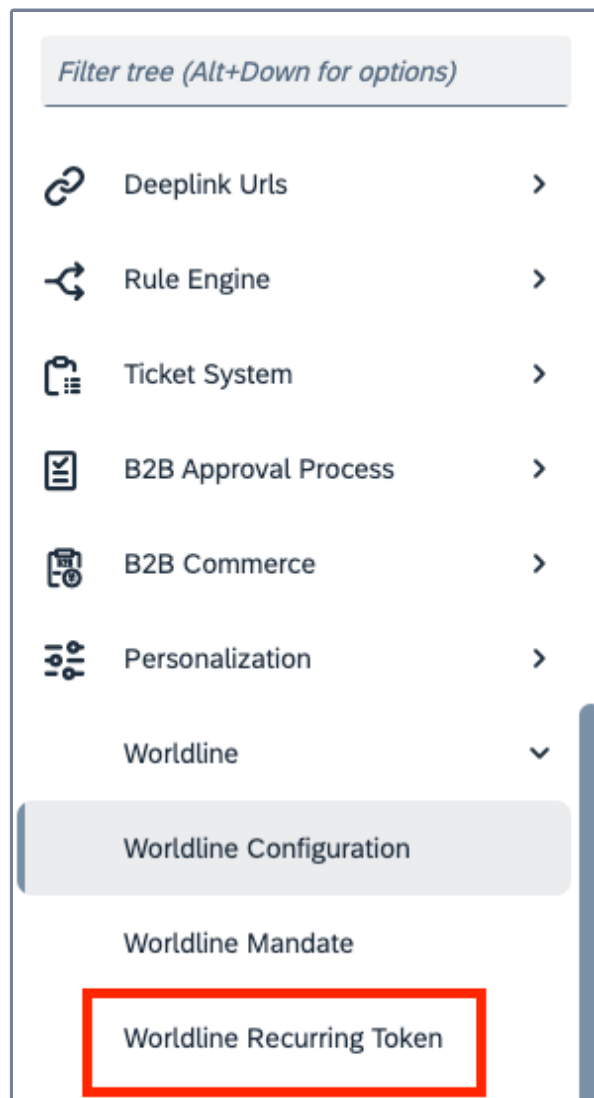 Filter tree (Alt+Down for options)
Deeplink Urls
Rule Engine
Ticket System
B2B Approval Process
B2B Commerce
Personalization
Worldline
Worldline Configuration
Worldline Mandate
Worldline Recurring Token